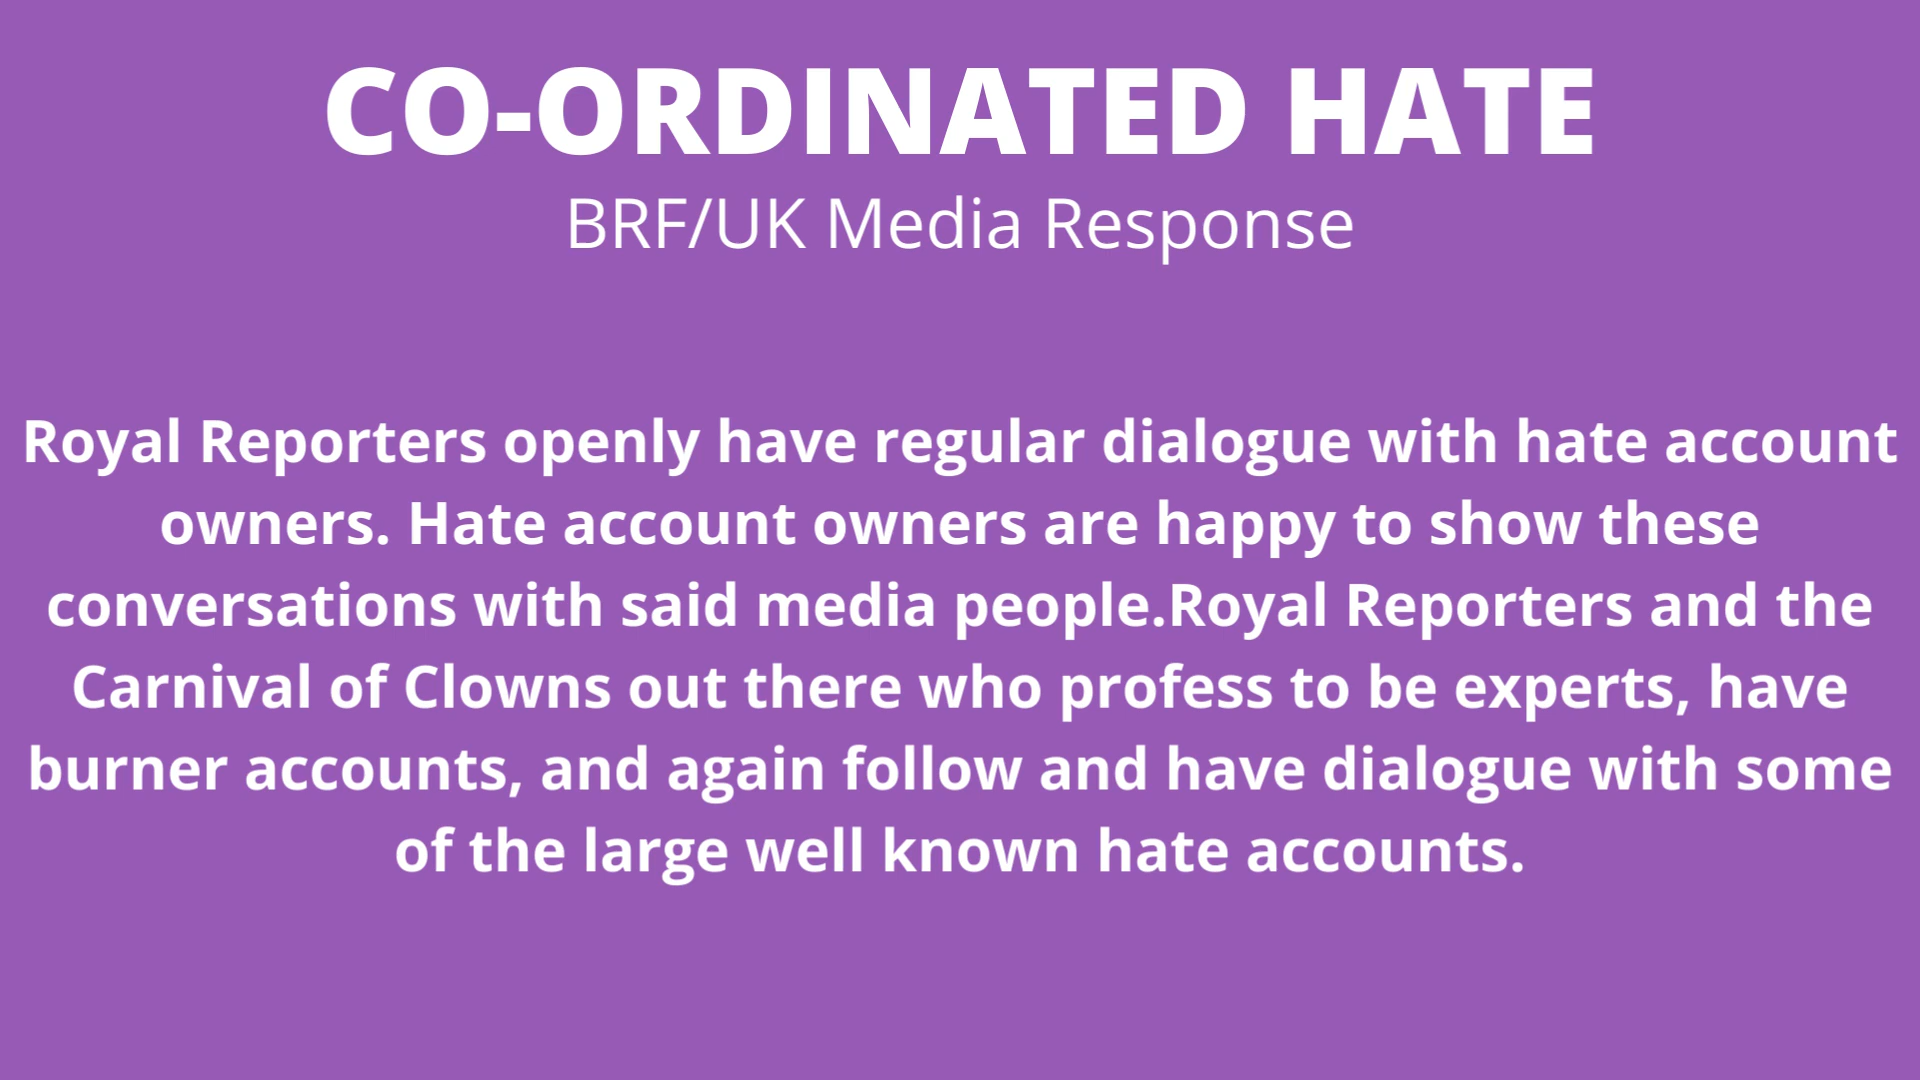 CO-ORDINATED HATE
BRF/UK Media Response
Royal Reporters openly have regular dialogue with hate account
owners. Hate account owners are happy to show these
conversations with said media people.Royal Reporters and the
Carnival of Clowns out there who profess to be experts, have
burner accounts, and again follow and have dialogue with some
of the large well known hate accounts.